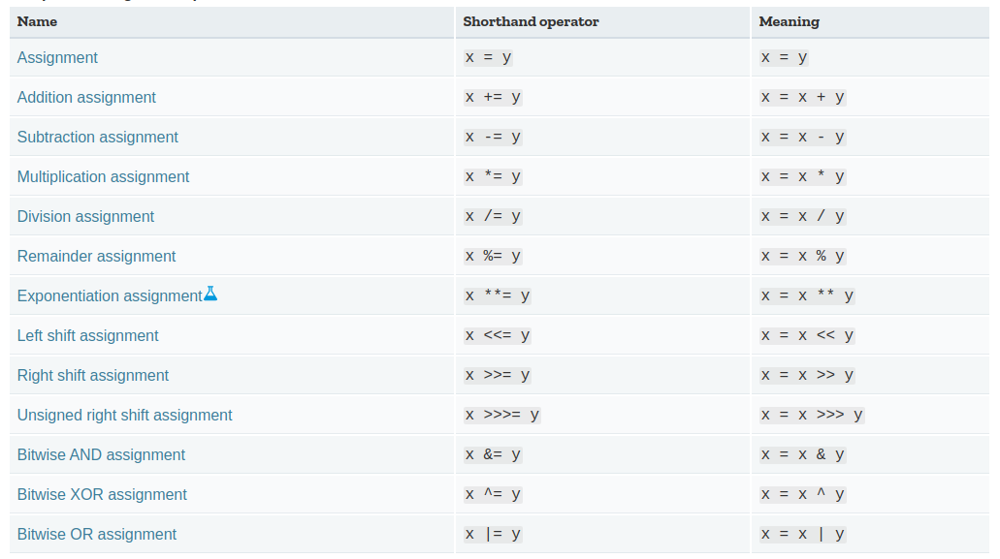 Name Shorthand operator Meaning
Assignment x = y x = y
Addition assignment x += y x = x + y
Subtraction assignment x -= y x = x - y
Multiplication assignment x *= y x = x * y
Division assignment x /= y x = x / y
Remainder assignment x %= y x = x % y
Exponentiation assignment x **= y x = x ** y
Left shift assignment x <<= y x = x << y
Right shift assignment x >>= y x = x >> y
Unsigned right shift assignment x >>>= y x = x >>> y
Bitwise AND assignment x &= y x = x & y
Bitwise XOR assignment x ^= y x = x ^ y
Bitwise OR assignment x |= y x = x | y